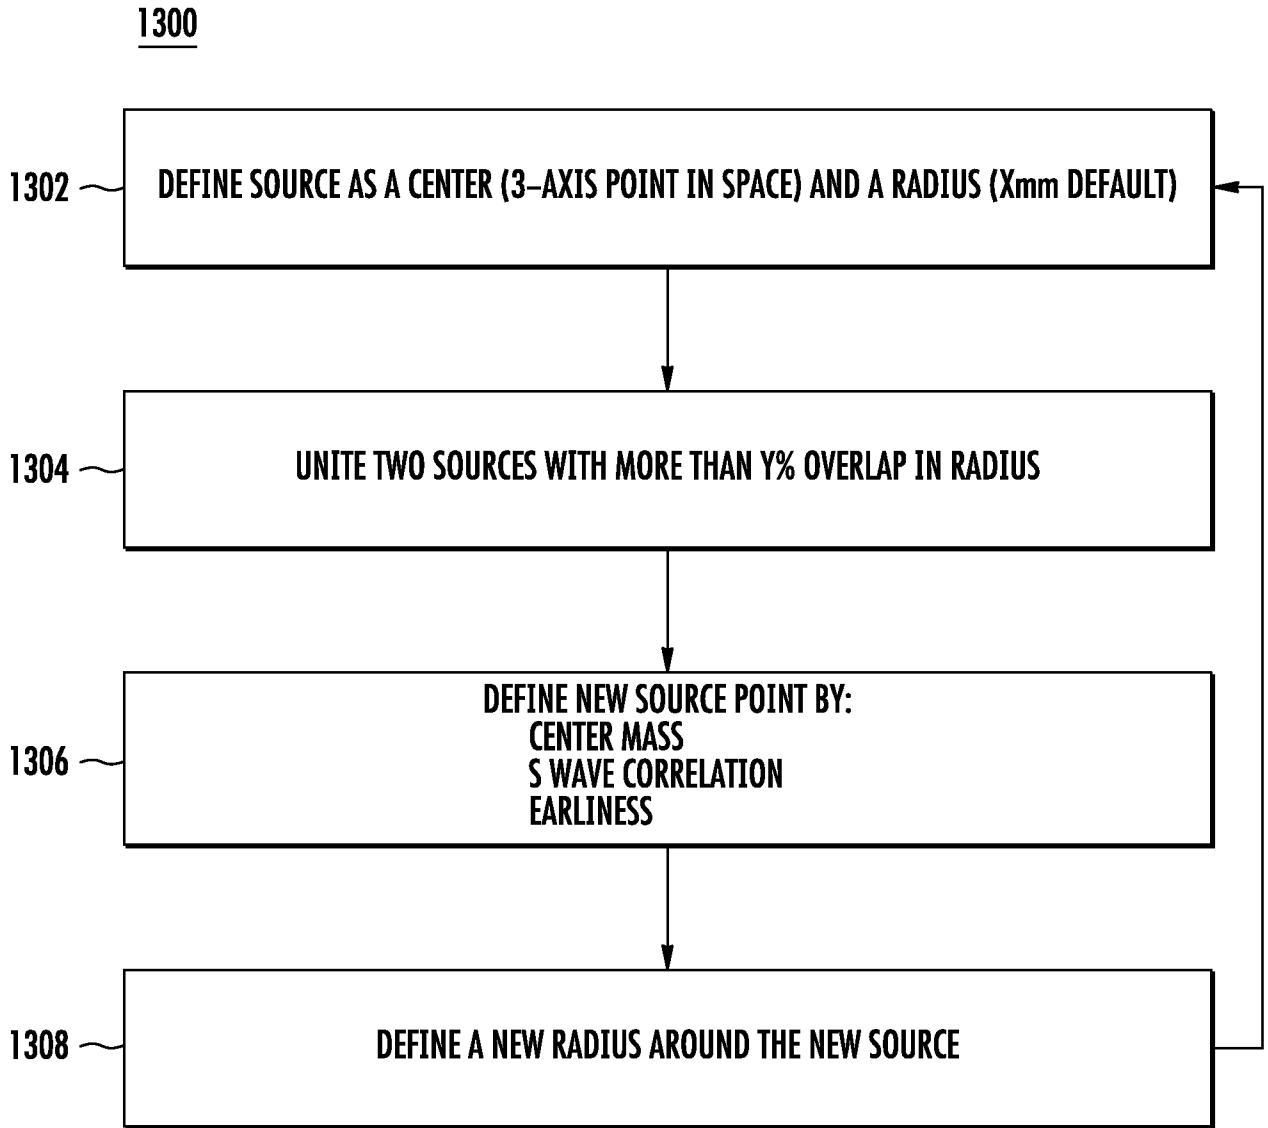 1300
1302
DEFINE SOURCE AS A CENTER (3–AXIS POINT IN SPACE) AND A RADIUS (Xmm DEFAULT)
1304
UNITE TWO SOURCES WITH MORE THAN Y% OVERLAP IN RADIUS
1306
DEFINE NEW SOURCE POINT BY:
CENTER MASS
S WAVE CORRELATION
EARLINESS
1308
DEFINE A NEW RADIUS AROUND THE NEW SOURCE